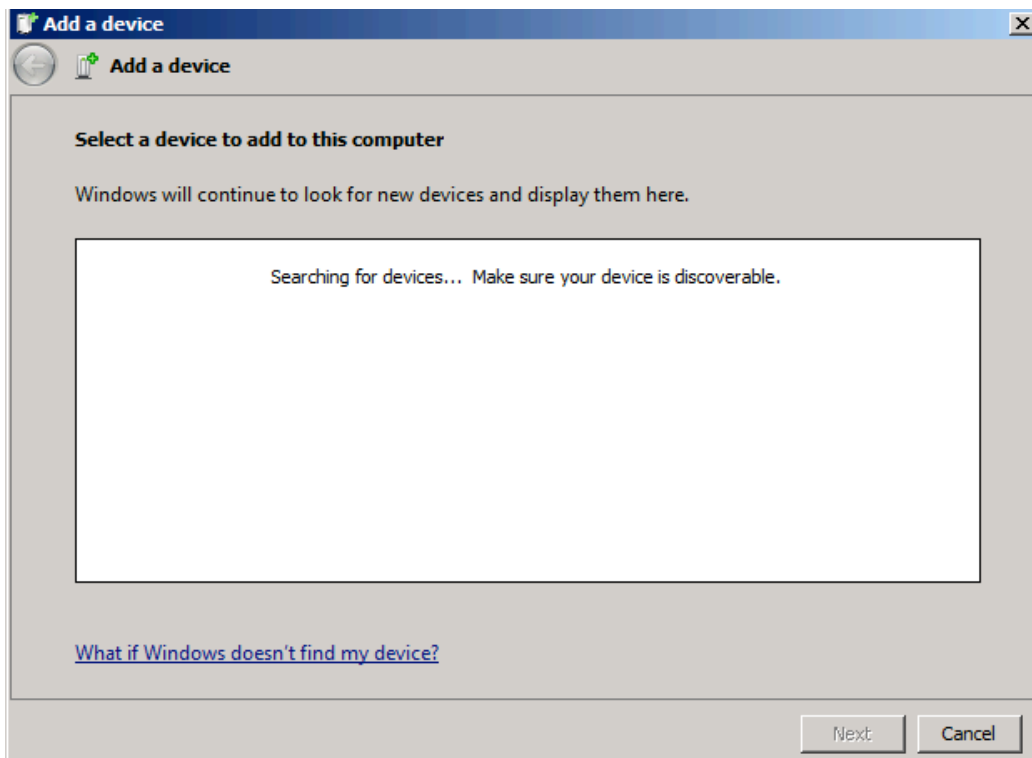 Add a device
Add a device
Select a device to add to this computer
Windows will continue to look for new devices and display them here.
Searching for devices... Make sure your device is discoverable.
What if Windows doesn't find my device?
Next
Cancel